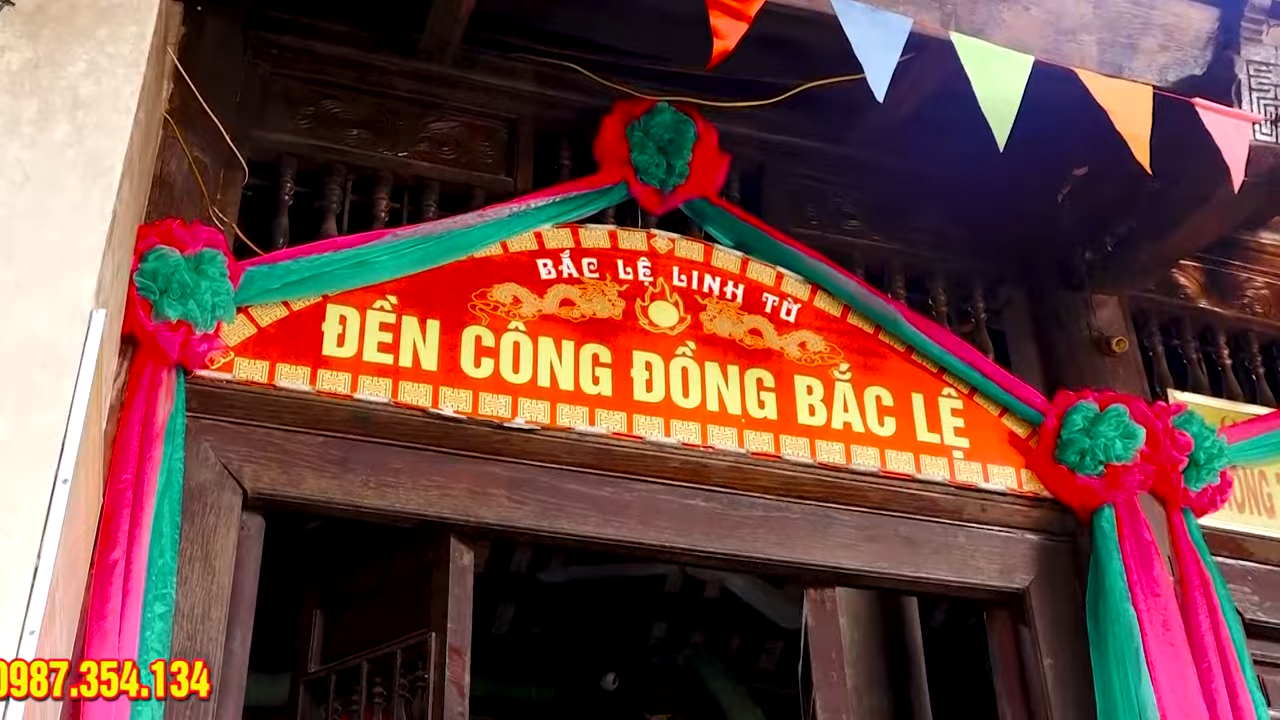 BẮC LỆ LINH TỪ
ĐỀN CÔNG ĐỒNG BẮC LỆ
0987.354.134